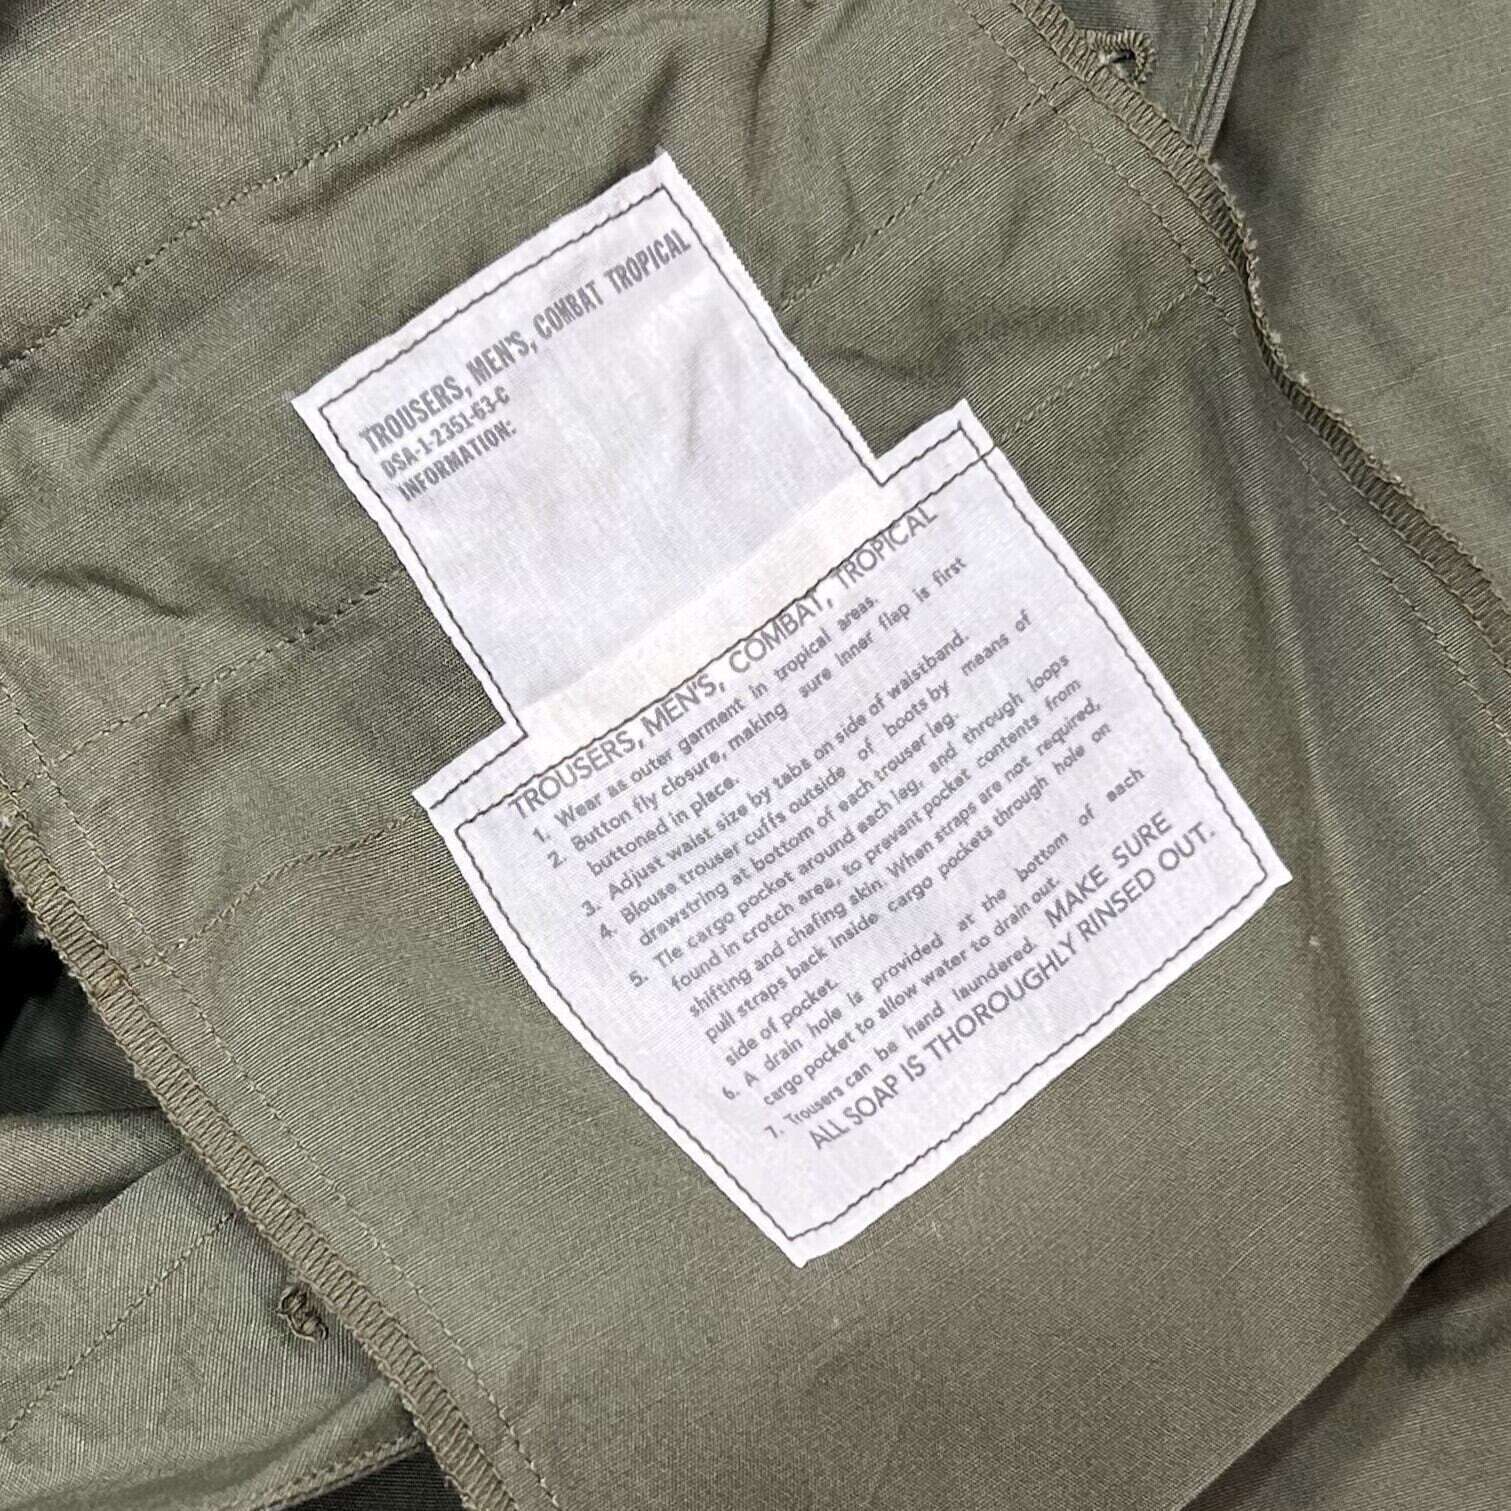 TROUSERS, MEN'S, COMBAT TROPICAL
DSA-1-2351-63-C
INFORMATION:
TROUSERS, MEN'S, COMBAT, TROPICAL
1. Wear as outer garment in tropical areas.
2. Button fly closure, making sure inner flap is first
buttoned in place.
3. Adjust waist size by tabs on side of waistband.
4. Blouse trouser cuffs outside of boots by means of
drawstring at bottom of each trouser leg.
5. Tie cargo pocket around each leg, and through loops
found in crotch area, to prevent pocket contents from
shifting and chafing skin. When straps are not required,
pull straps back inside cargo pockets through hole on
side of pocket.
6. A drain hole is provided at the bottom of each
cargo pocket to allow water to drain out.
7. Trousers can be hand laundered. MAKE SURE
ALL SOAP IS THOROUGHLY RINSED OUT.